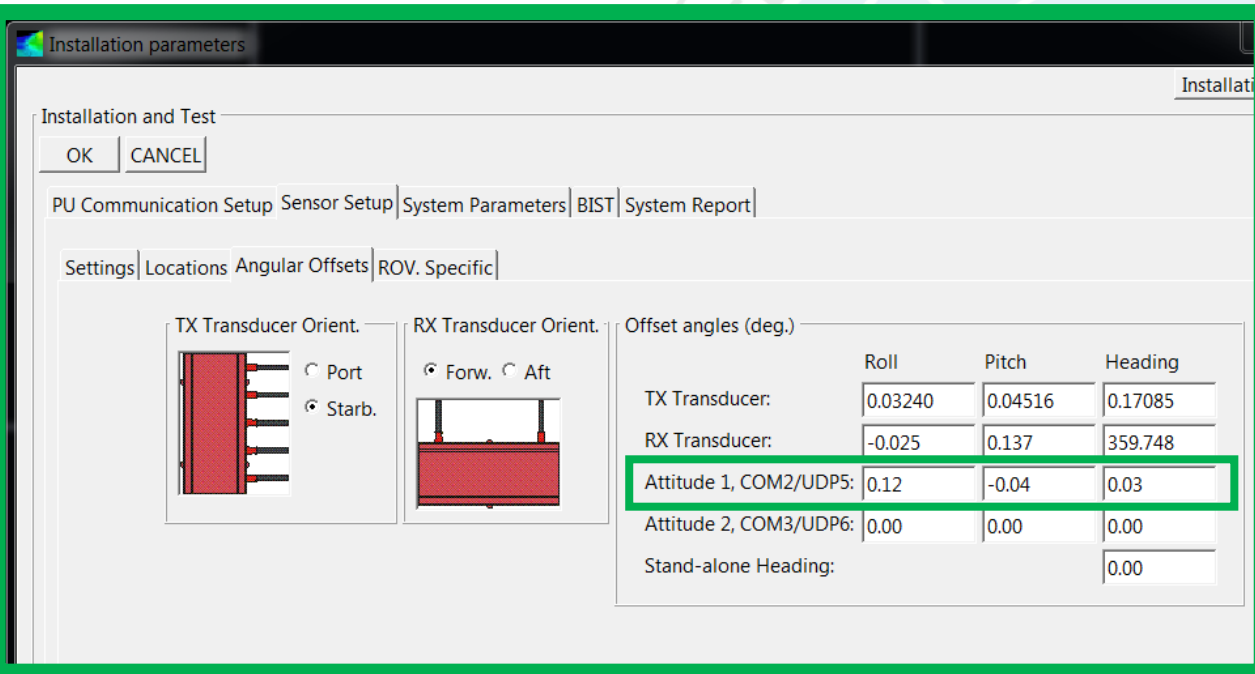 Installation parameters
Installati
Installation and Test
OK CANCEL
PU Communication Setup Sensor Setup System Parameters BIST System Report
Settings Locations Angular Offsets ROV. Specific
TX Transducer Orient.
Port
Starb.
RX Transducer Orient.
Forw. Aft
Offset angles (deg.)
Roll Pitch Heading
TX Transducer: 0.03240 0.04516 0.17085
RX Transducer: -0.025 0.137 359.748
Attitude 1, COM2/UDP5: 0.12 -0.04 0.03
Attitude 2, COM3/UDP6: 0.00 0.00 0.00
Stand-alone Heading: 0.00